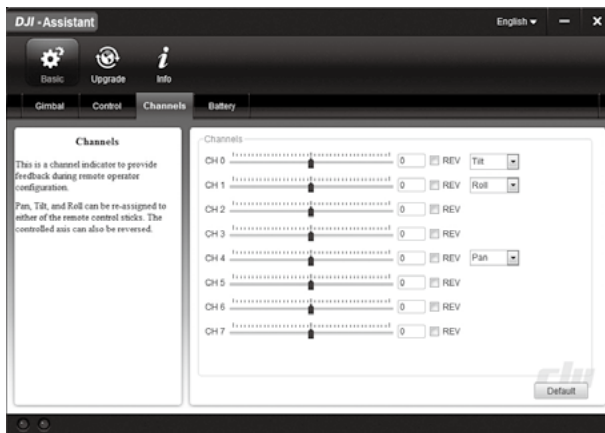 DJI - Assistant
English
Basic
Upgrade
Info
Gimbal Control Channels Battery
Channels
This is a channel indicator to provide
feedback during remote operator
configuration.
Pan, Tilt, and Roll can be re-assigned to
either of the remote control sticks. The
controlled axis can also be reversed.
Channels
CH 0 0 REV Tilt
CH 1 0 REV Roll
CH 2 0 REV
CH 3 0 REV
CH 4 0 REV Pan
CH 5 0 REV
CH 6 0 REV
CH 7 0 REV
Default